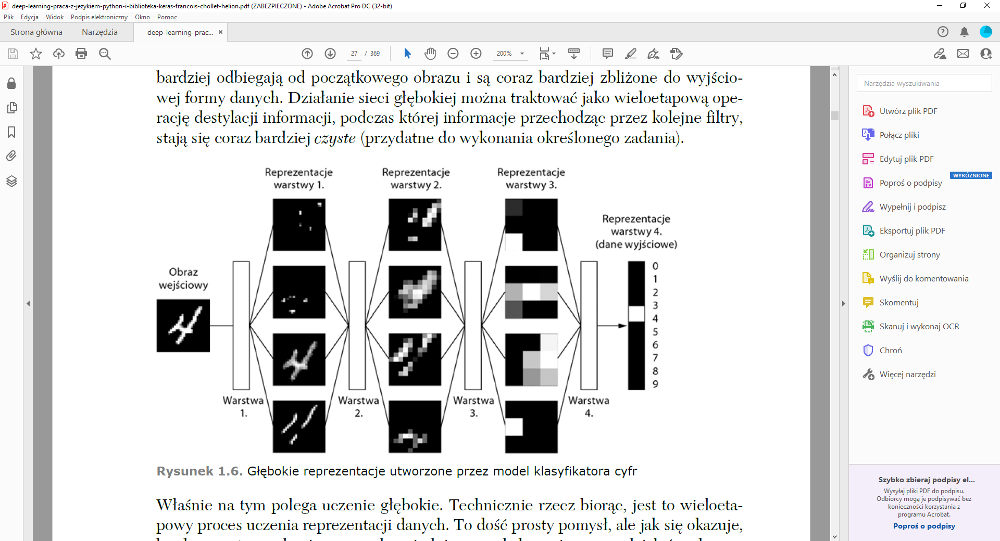 deep-learning-praca-z-jezykiem-python-i-biblioteka-keras-francois-chollet-helion.pdf (ZABEZPIECZONE) - Adobe Acrobat Pro DC (32-bit)
Plik Edycja Widok Podpis elektroniczny Okno Pomoc
Strona główna Narzędzia deep-learning-prac... ×
27 / 369 200%
bardziej odbiegają od początkowego obrazu i są coraz bardziej zbliżone do wyjścio-
wej formy danych. Działanie sieci głębokiej można traktować jako wieloetapową ope-
rację destylacji informacji, podczas której informacje przechodząc przez kolejne filtry,
stają się coraz bardziej czyste (przydatne do wykonania określonego zadania).
Reprezentacje
warstwy 1.
Reprezentacje
warstwy 2.
Reprezentacje
warstwy 3.
Reprezentacje
warstwy 4.
(dane wyjściowe)
Obraz
wejściowy
0
1
2
3
4
5
6
7
8
9
Warstwa
1.
Warstwa
2.
Warstwa
3.
Warstwa
4.
Rysunek 1.6. Głębokie reprezentacje utworzone przez model klasyfikatora cyfr
Właśnie na tym polega uczenie głębokie. Technicznie rzecz biorąc, jest to wieloeta-
powy proces uczenia reprezentacji danych. To dość prosty pomysł, ale jak się okazuje,
Narzędzia wyszukiwania
Utwórz plik PDF
Połącz pliki
Edytuj plik PDF
WYRÓŻNIONE
Poproś o podpisy
Wypełnij i podpisz
Eksportuj plik PDF
Organizuj strony
Wyślij do komentowania
Skomentuj
Skanuj i wykonaj OCR
Chroń
Więcej narzędzi
Szybko zbieraj podpisy el...
Wysyłaj pliki PDF do podpisu.
Odbiorcy mogą je podpisywać bez
konieczności korzystania z
programu Acrobat.
Poproś o podpisy